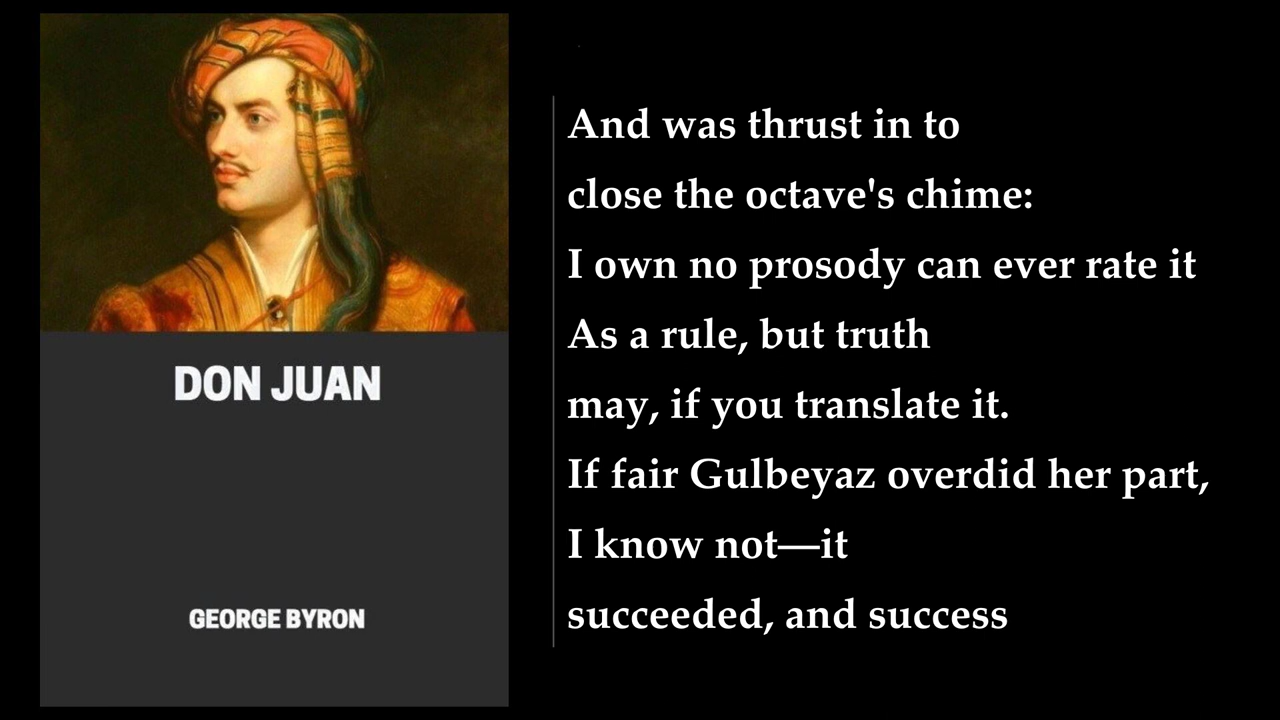 DON JUAN
GEORGE BYRON
And was thrust in to
close the octave's chime:
I own no prosody can ever rate it
As a rule, but truth
may, if you translate it.
If fair Gulbeyaz overdid her part,
I know not—it
succeeded, and success